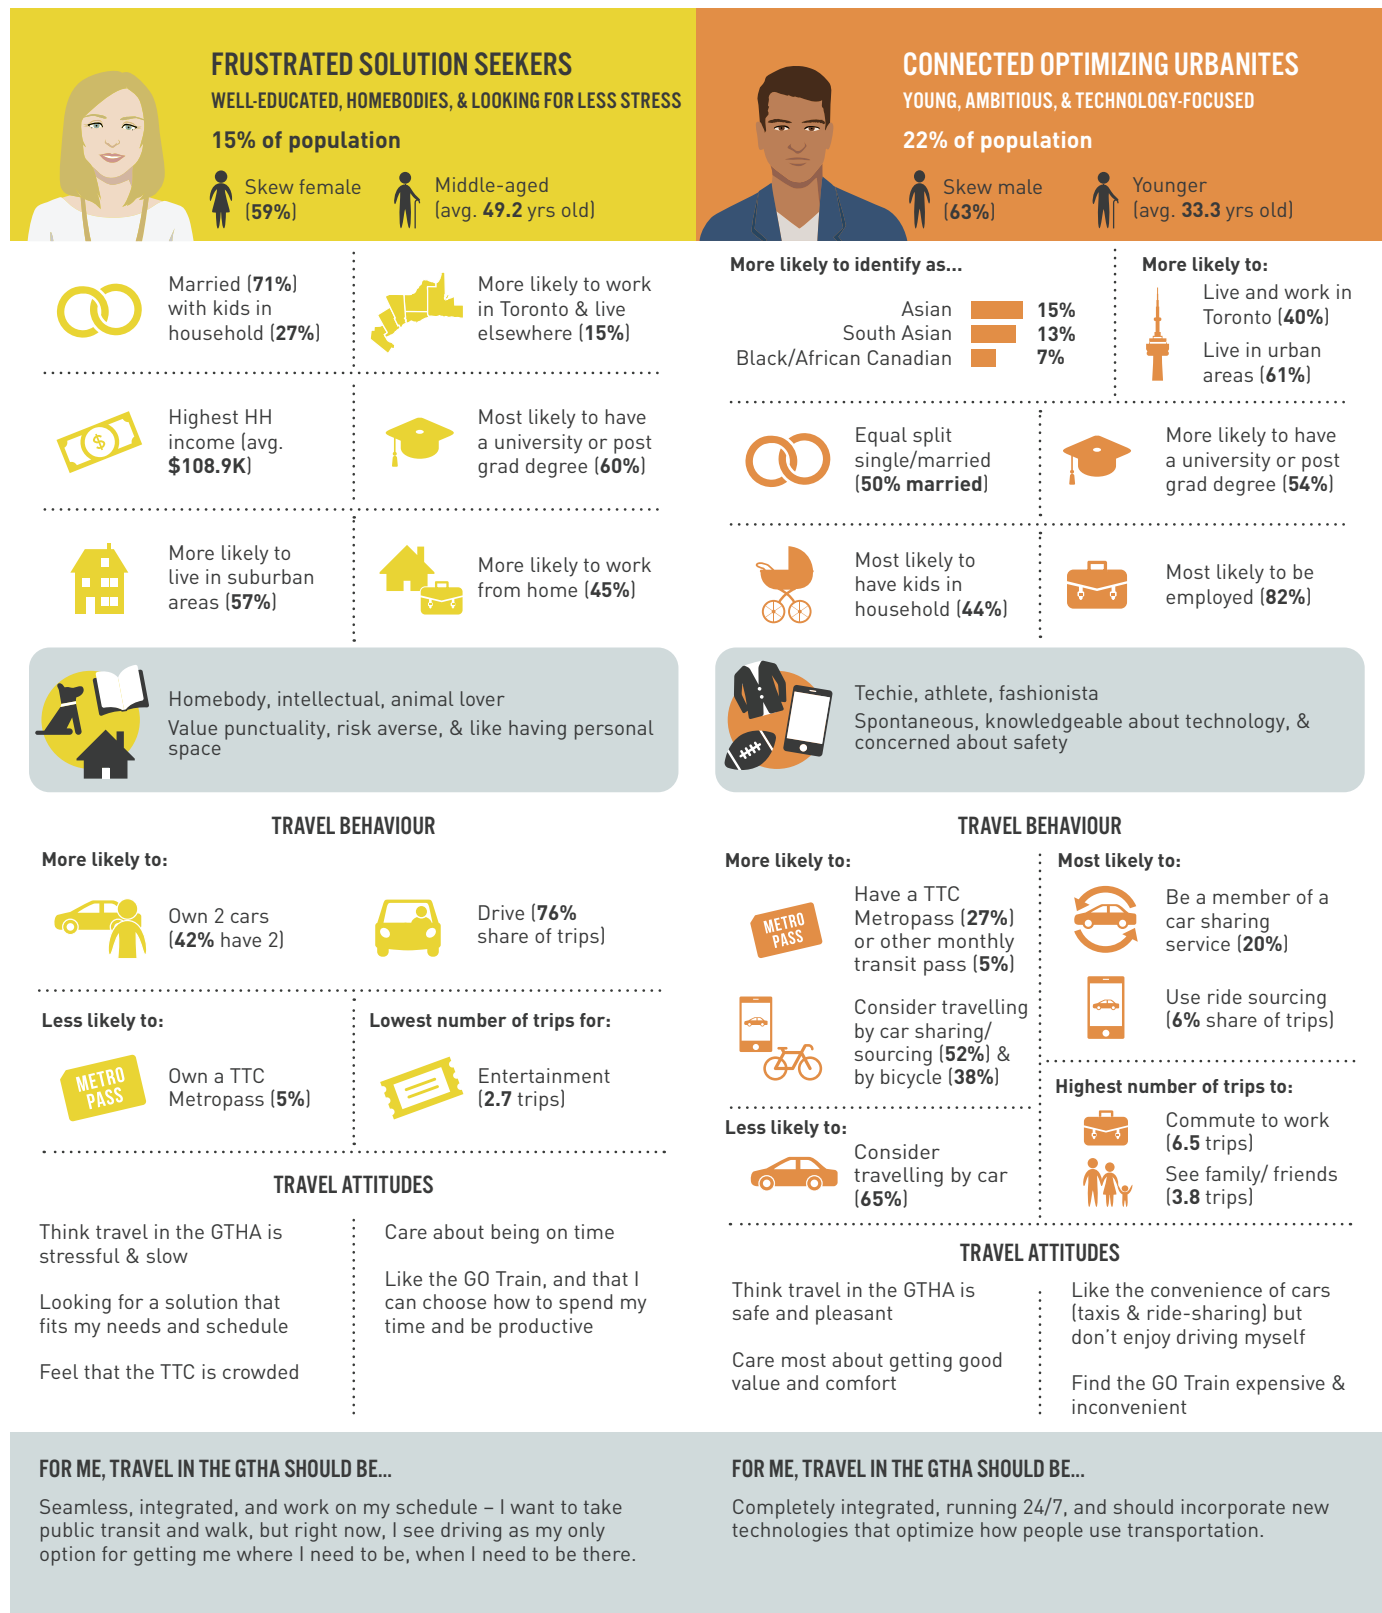 FRUSTRATED SOLUTION SEEKERS
WELL-EDUCATED, HOMEBODIES, & LOOKING FOR LESS STRESS
15% of population
Skew female
(59%)
Middle-aged
(avg. 49.2 yrs old)
Married (71%)
with kids in
household (27%)
More likely to work
in Toronto & live
elsewhere (15%)
Highest HH
income (avg.
$108.9K)
$
Most likely to have
a university or post
grad degree (60%)
More likely to
live in suburban
areas (57%)
More likely to work
from home (45%)
Homebody, intellectual, animal lover
Value punctuality, risk averse, & like having personal
space
TRAVEL BEHAVIOUR
More likely to:
Own 2 cars
(42% have 2)
Drive (76%
share of trips)
Less likely to:
METRO
PASS
Own a TTC
Metropass (5%)
Lowest number of trips for:
Entertainment
(2.7 trips)
TRAVEL ATTITUDES
Think travel in the GTHA is
stressful & slow
Looking for a solution that
fits my needs and schedule
Feel that the TTC is crowded
Care about being on time
Like the GO Train, and that I
can choose how to spend my
time and be productive
FOR ME, TRAVEL IN THE GTHA SHOULD BE...
Seamless, integrated, and work on my schedule – I want to take
public transit and walk, but right now, I see driving as my only
option for getting me where I need to be, when I need to be there.
CONNECTED OPTIMIZING URBANITES
YOUNG, AMBITIOUS, & TECHNOLOGY-FOCUSED
22% of population
Skew male
(63%)
Younger
(avg. 33.3 yrs old)
More likely to identify as...
Asian 15%
South Asian 13%
Black/African Canadian 7%
More likely to:
Live and work in
Toronto (40%)
Live in urban
areas (61%)
Equal split
single/married
(50% married)
More likely to have
a university or post
grad degree (54%)
Most likely to
have kids in
household (44%)
Most likely to be
employed (82%)
Techie, athlete, fashionista
Spontaneous, knowledgeable about technology, &
concerned about safety
TRAVEL BEHAVIOUR
More likely to:
METRO
PASS
Have a TTC
Metropass (27%)
or other monthly
transit pass (5%)
Consider travelling
by car sharing/
sourcing (52%) &
by bicycle (38%)
Less likely to:
Consider
travelling by car
(65%)
Most likely to:
Be a member of a
car sharing
service (20%)
Use ride sourcing
(6% share of trips)
Highest number of trips to:
Commute to work
(6.5 trips)
See family/ friends
(3.8 trips)
TRAVEL ATTITUDES
Think travel in the GTHA is
safe and pleasant
Care most about getting good
value and comfort
Like the convenience of cars
(taxis & ride-sharing) but
don't enjoy driving myself
Find the GO Train expensive &
inconvenient
FOR ME, TRAVEL IN THE GTHA SHOULD BE...
Completely integrated, running 24/7, and should incorporate new
technologies that optimize how people use transportation.